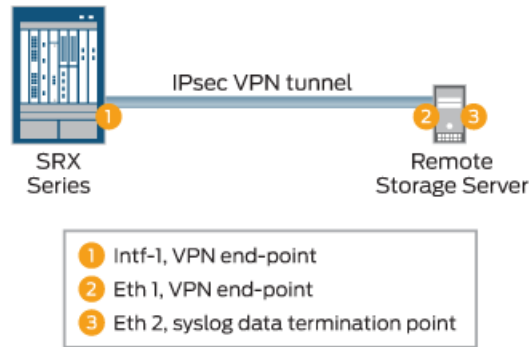 IPsec VPN tunnel
1
2
3
SRX
Series
Remote
Storage Server
1 Intf-1, VPN end-point
2 Eth 1, VPN end-point
3 Eth 2, syslog data termination point